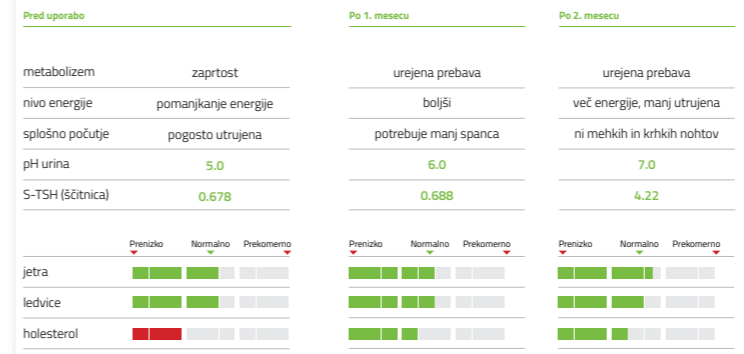 Pred uporabo Po 1. mesecu Po 2. mesecu
metabolizem zaprtost urejena prebava urejena prebava
nivo energije pomanjkanje energije boljši več energije, manj utrujena
splošno počutje pogosto utrujena potrebuje manj spanca ni mehkih in krhkih nohtov
pH urina 5.0 6.0 7.0
S-TSH (ščitnica) 0.678 0.688 4.22
Prenizko Normalno Prekomerno Prenizko Normalno Prekomerno Prenizko Normalno Prekomerno
jetra
ledvice
holesterol